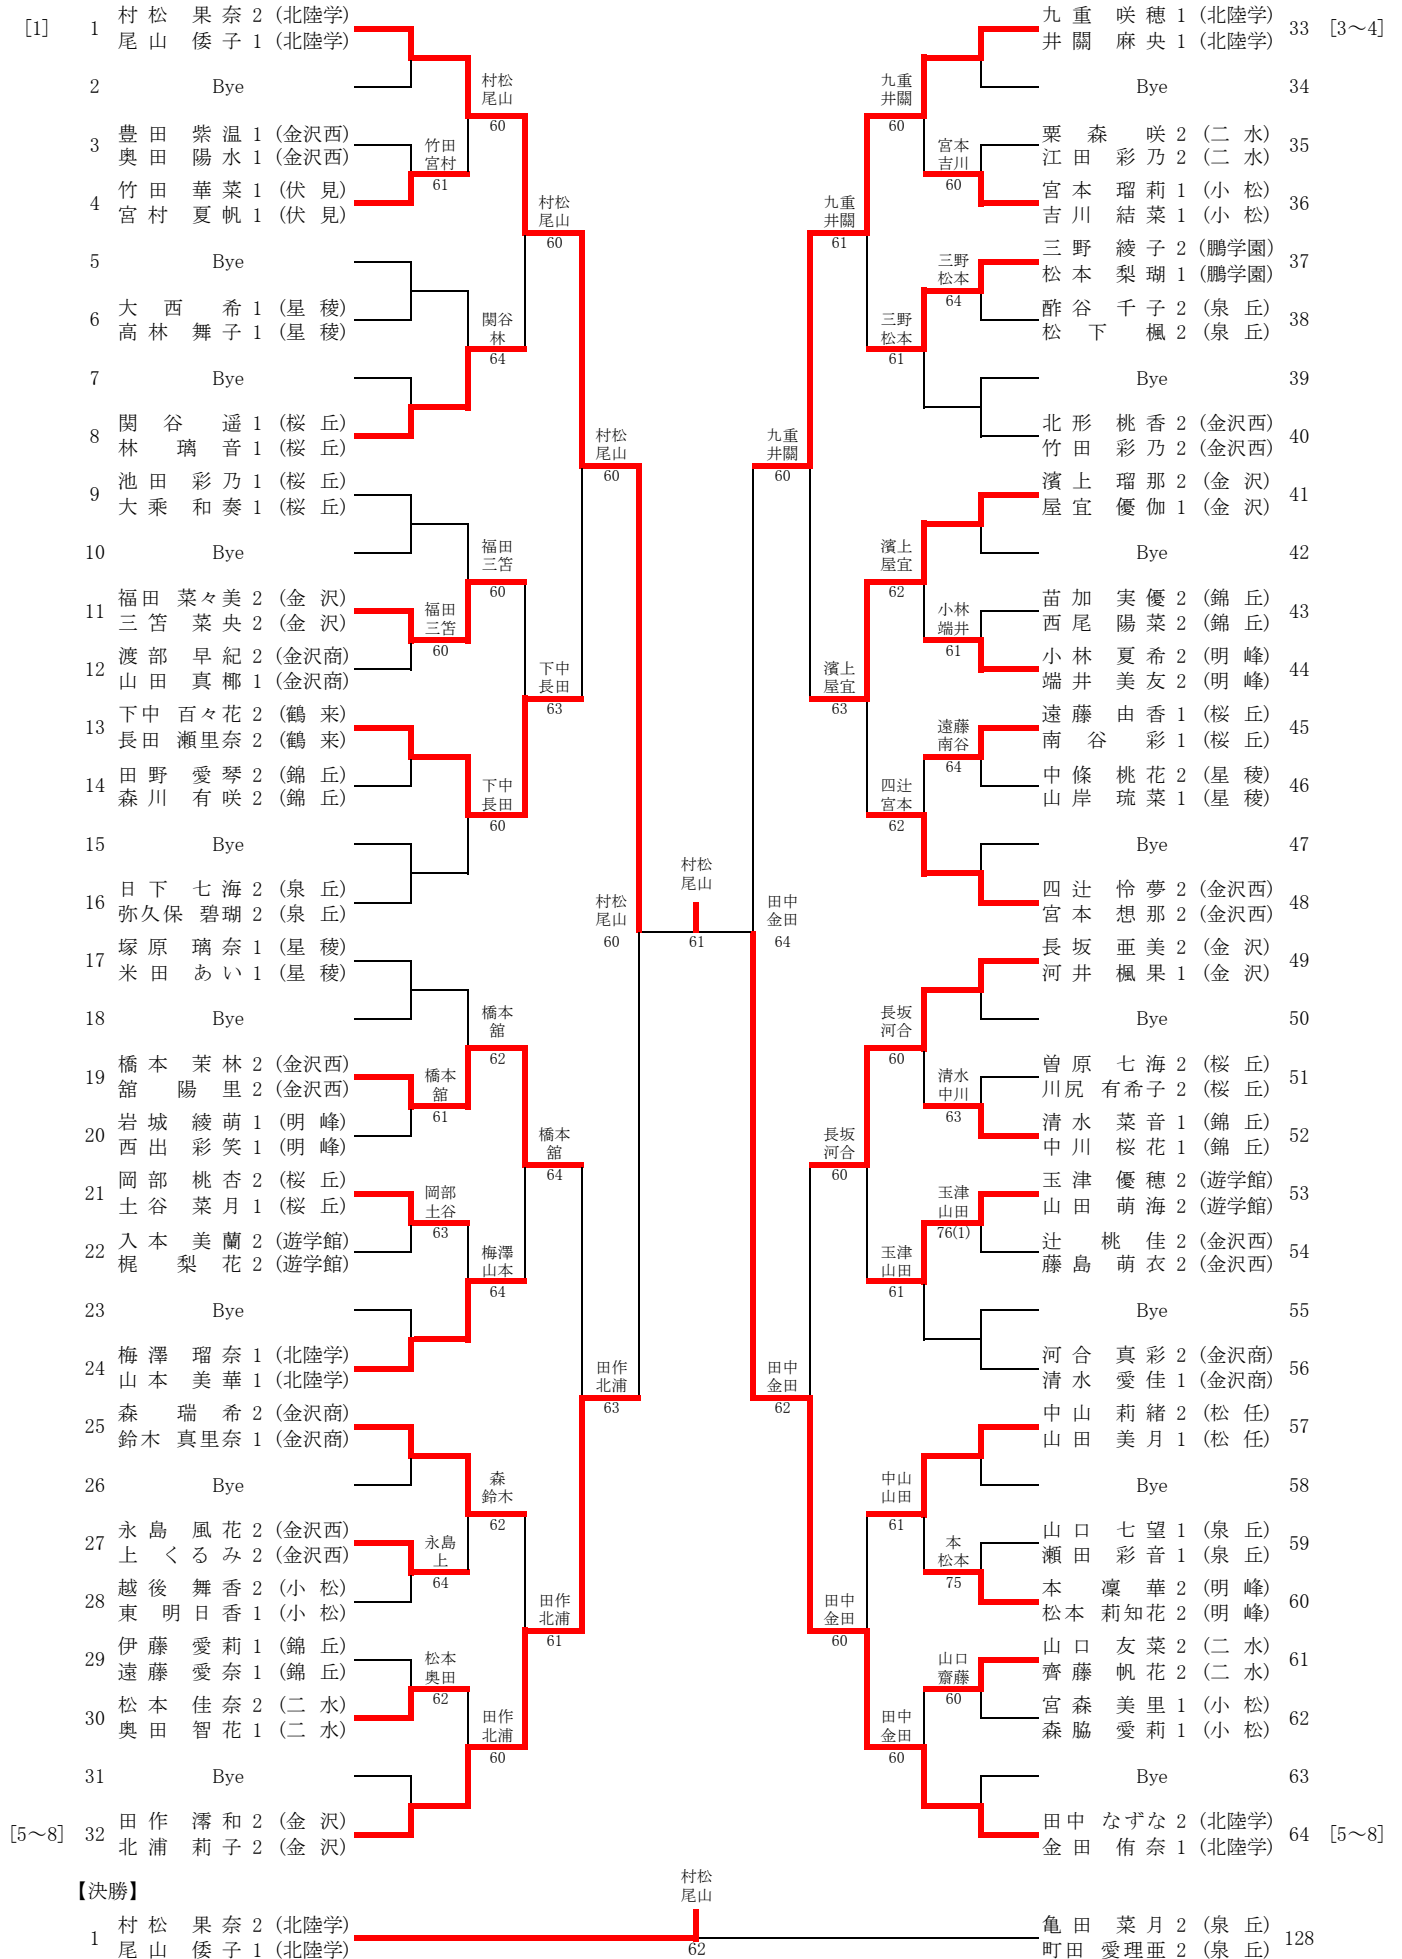 [1] 1 村松 果奈 2 (北陸学)
尾山 倭子 1 (北陸学)
2 Bye
3 豊田 紫温 1 (金沢西)
奥田 陽水 1 (金沢西)
4 竹田 華菜 1 (伏 見)
宮村 夏帆 1 (伏 見)
5 Bye
6 大西 希 1 (星 稜)
高林 舞子 1 (星 稜)
7 Bye
8 関谷 遥 1 (桜 丘)
林 璃音 1 (桜 丘)
9 池田 彩乃 1 (桜 丘)
大乘 和奏 1 (桜 丘)
10 Bye
11 福田 菜々美 2 (金 沢)
三笘 菜央 2 (金 沢)
12 渡部 早紀 2 (金沢商)
山田 真椰 1 (金沢商)
13 下中 百々花 2 (鶴 来)
長田 瀬里奈 2 (鶴 来)
14 田野 愛琴 2 (錦 丘)
森川 有咲 2 (錦 丘)
15 Bye
16 日下 七海 2 (泉 丘)
弥久保 碧瑚 2 (泉 丘)
17 塚原 璃奈 1 (星 稜)
米田 あい 1 (星 稜)
18 Bye
19 橋本 茉林 2 (金沢西)
舘 陽里 2 (金沢西)
20 岩城 綾萌 1 (明 峰)
西出 彩笑 1 (明 峰)
21 岡部 桃杏 2 (桜 丘)
土谷 菜月 1 (桜 丘)
22 入本 美蘭 2 (遊学館)
梶 梨花 2 (遊学館)
23 Bye
24 梅澤 瑠奈 1 (北陸学)
山本 美華 1 (北陸学)
25 森 瑞希 2 (金沢商)
鈴木 真里奈 1 (金沢商)
26 Bye
27 永島 風花 2 (金沢西)
上 くるみ 2 (金沢西)
28 越後 舞香 2 (小 松)
東 明日香 1 (小 松)
29 伊藤 愛莉 1 (錦 丘)
遠藤 愛奈 1 (錦 丘)
30 松本 佳奈 2 (二 水)
奥田 智花 1 (二 水)
31 Bye
[5～8] 32 田作 澪和 2 (金 沢)
北浦 莉子 2 (金 沢)
竹田
宮村
61
福田
三笘
60
橋本
舘
61
岡部
土谷
63
永島
上
64
松本
奥田
62
村松
尾山
60
関谷
林
64
福田
三笘
60
下中
長田
60
橋本
舘
62
梅澤
山本
64
森
鈴木
62
田作
北浦
60
村松
尾山
60
下中
長田
63
橋本
舘
64
田作
北浦
61
村松
尾山
60
田作
北浦
63
村松
尾山
60
村松
尾山
61
田中
金田
64
九重
井關
60
田中
金田
62
九重
井關
61
濱上
屋宜
63
長坂
河合
60
田中
金田
60
九重
井關
60
三野
松本
61
濱上
屋宜
62
四辻
宮本
62
長坂
河合
60
玉津
山田
61
中山
山田
61
田中
金田
60
宮本
吉川
60
三野
松本
64
小林
端井
61
遠藤
南谷
64
清水
中川
63
玉津
山田
76(1)
本
松本
75
山口
齋藤
60
九重 咲穂 1 (北陸学) 33 [3～4]
井關 麻央 1 (北陸学)
Bye 34
栗森 咲 2 (二 水) 35
江田 彩乃 2 (二 水)
宮本 瑠莉 1 (小 松) 36
吉川 結菜 1 (小 松)
三野 綾子 2 (鵬学園) 37
松本 梨瑚 1 (鵬学園)
酢谷 千子 2 (泉 丘) 38
松下 楓 2 (泉 丘)
Bye 39
北形 桃香 2 (金沢西) 40
竹田 彩乃 2 (金沢西)
濱上 瑠那 2 (金 沢) 41
屋宜 優伽 1 (金 沢)
Bye 42
苗加 実優 2 (錦 丘) 43
西尾 陽菜 2 (錦 丘)
小林 夏希 2 (明 峰) 44
端井 美友 2 (明 峰)
遠藤 由香 1 (桜 丘) 45
南谷 彩 1 (桜 丘)
中條 桃花 2 (星 稜) 46
山岸 琉菜 1 (星 稜)
Bye 47
四辻 怜夢 2 (金沢西) 48
宮本 想那 2 (金沢西)
長坂 亜美 2 (金 沢) 49
河井 楓果 1 (金 沢)
Bye 50
曽原 七海 2 (桜 丘) 51
川尻 有希子 2 (桜 丘)
清水 菜音 1 (錦 丘) 52
中川 桜花 1 (錦 丘)
玉津 優穂 2 (遊学館) 53
山田 萌海 2 (遊学館)
辻 桃佳 2 (金沢西) 54
藤島 萌衣 2 (金沢西)
Bye 55
河合 真彩 2 (金沢商) 56
清水 愛佳 1 (金沢商)
中山 莉緒 2 (松 任) 57
山田 美月 1 (松 任)
Bye 58
山口 七望 1 (泉 丘) 59
瀬田 彩音 1 (泉 丘)
本 凜華 2 (明 峰) 60
松本 莉知花 2 (明 峰)
山口 友菜 2 (二 水) 61
齊藤 帆花 2 (二 水)
宮森 美里 1 (小 松) 62
森脇 愛莉 1 (小 松)
Bye 63
田中 なずな 2 (北陸学) 64 [5～8]
金田 侑奈 1 (北陸学)
【決勝】
1 村松 果奈 2 (北陸学)
尾山 倭子 1 (北陸学)
村松
尾山
62
亀田 菜月 2 (泉 丘) 128
町田 愛理亜 2 (泉 丘)